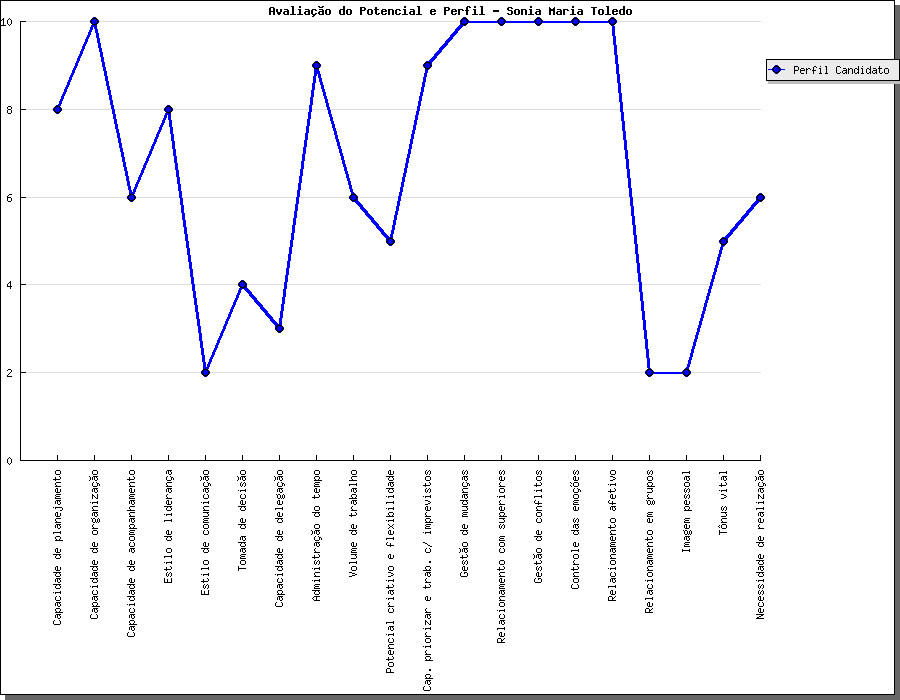 Avaliação do Potencial e Perfil - Sonia Maria Toledo
Perfil Candidato
10
8
6
4
2
0
Capacidade de planejamento
Capacidade de organização
Capacidade de acompanhamento
Estilo de liderança
Estilo de comunicação
Tomada de decisão
Capacidade de delegação
Administração do tempo
Volume de trabalho
Potencial criativo e flexibilidade
Cap. priorizar e trab. c/ imprevistos
Gestão de mudanças
Relacionamento com superiores
Gestão de conflitos
Controle das emoções
Relacionamento afetivo
Relacionamento em grupos
Imagem pessoal
Tônus vital
Necessidade de realização